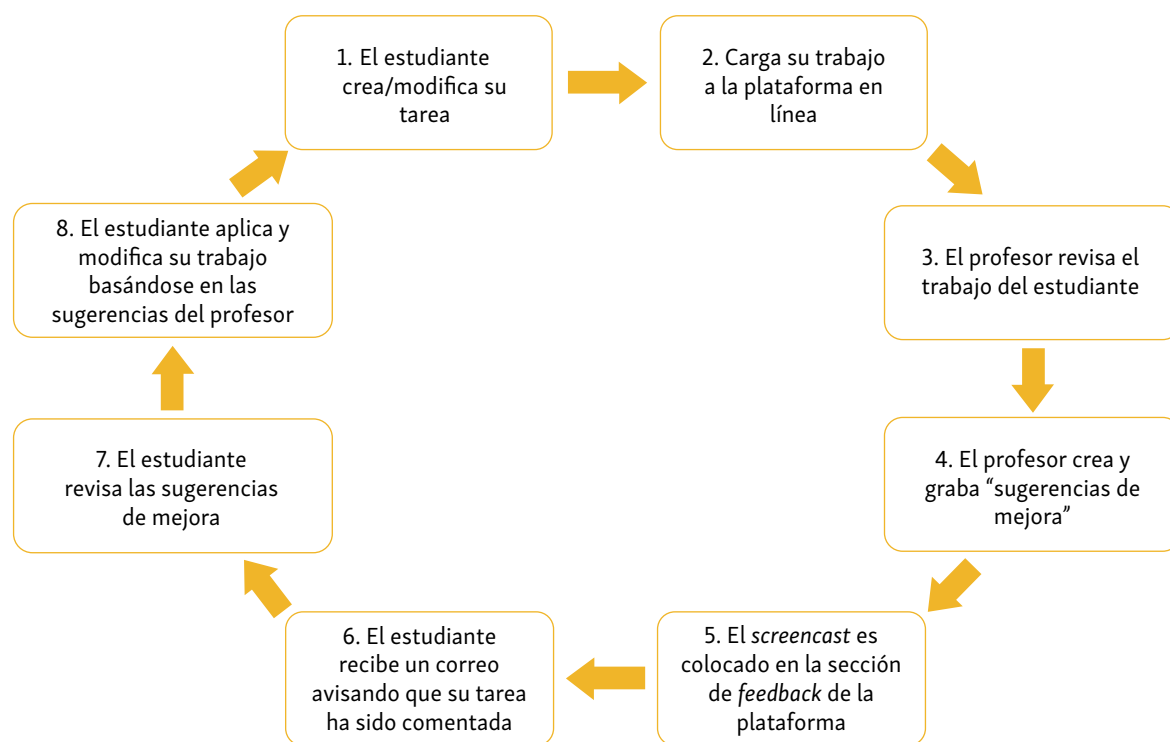 1. El estudiante
crea/modifica su
tarea
2. Carga su trabajo
a la plataforma en
línea
3. El profesor revisa el
trabajo del estudiante
4. El profesor crea y
graba “sugerencias de
mejora”
5. El screencast es
colocado en la sección
de feedback de la
plataforma
6. El estudiante
recibe un correo
avisando que su tarea
ha sido comentada
7. El estudiante
revisa las sugerencias
de mejora
8. El estudiante aplica y
modifica su trabajo
basándose en las
sugerencias del profesor